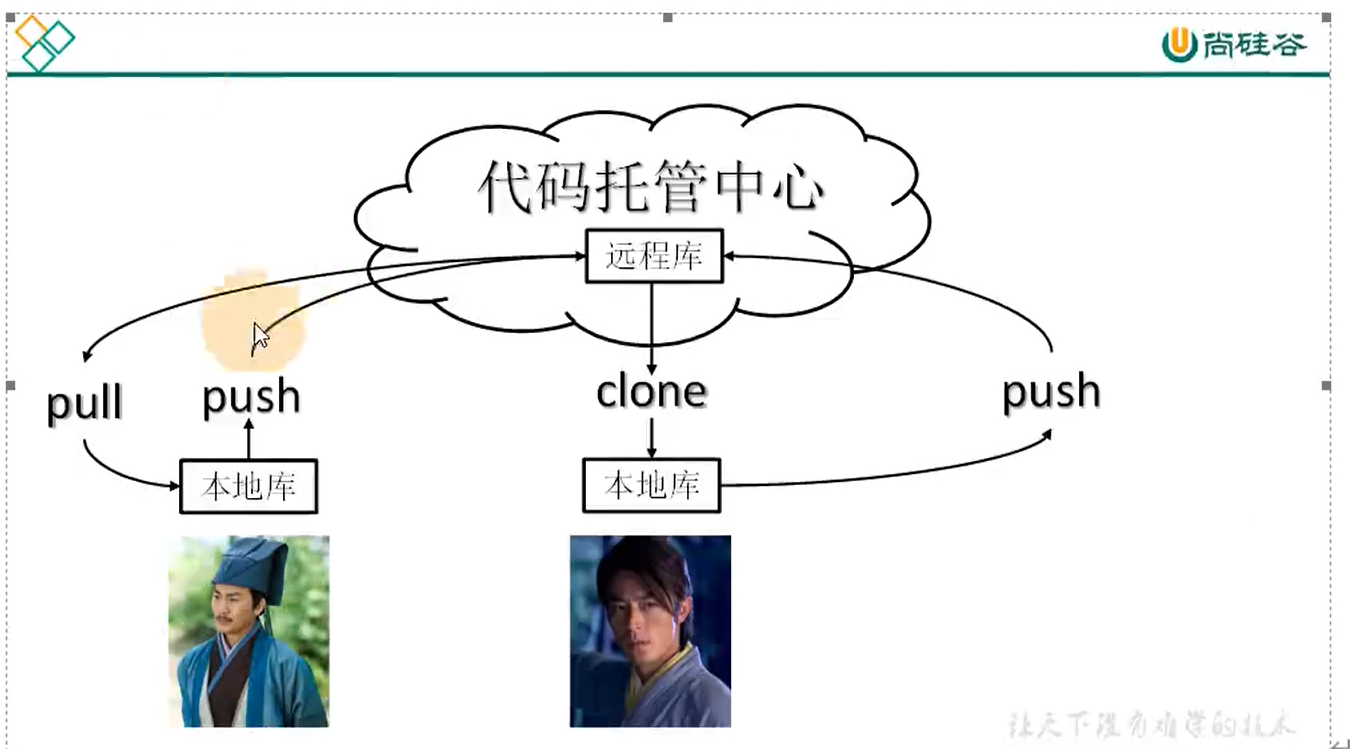 尚硅谷
代码托管中心
远程库
pull
push
clone
push
本地库
本地库
让天下没有难学的技术